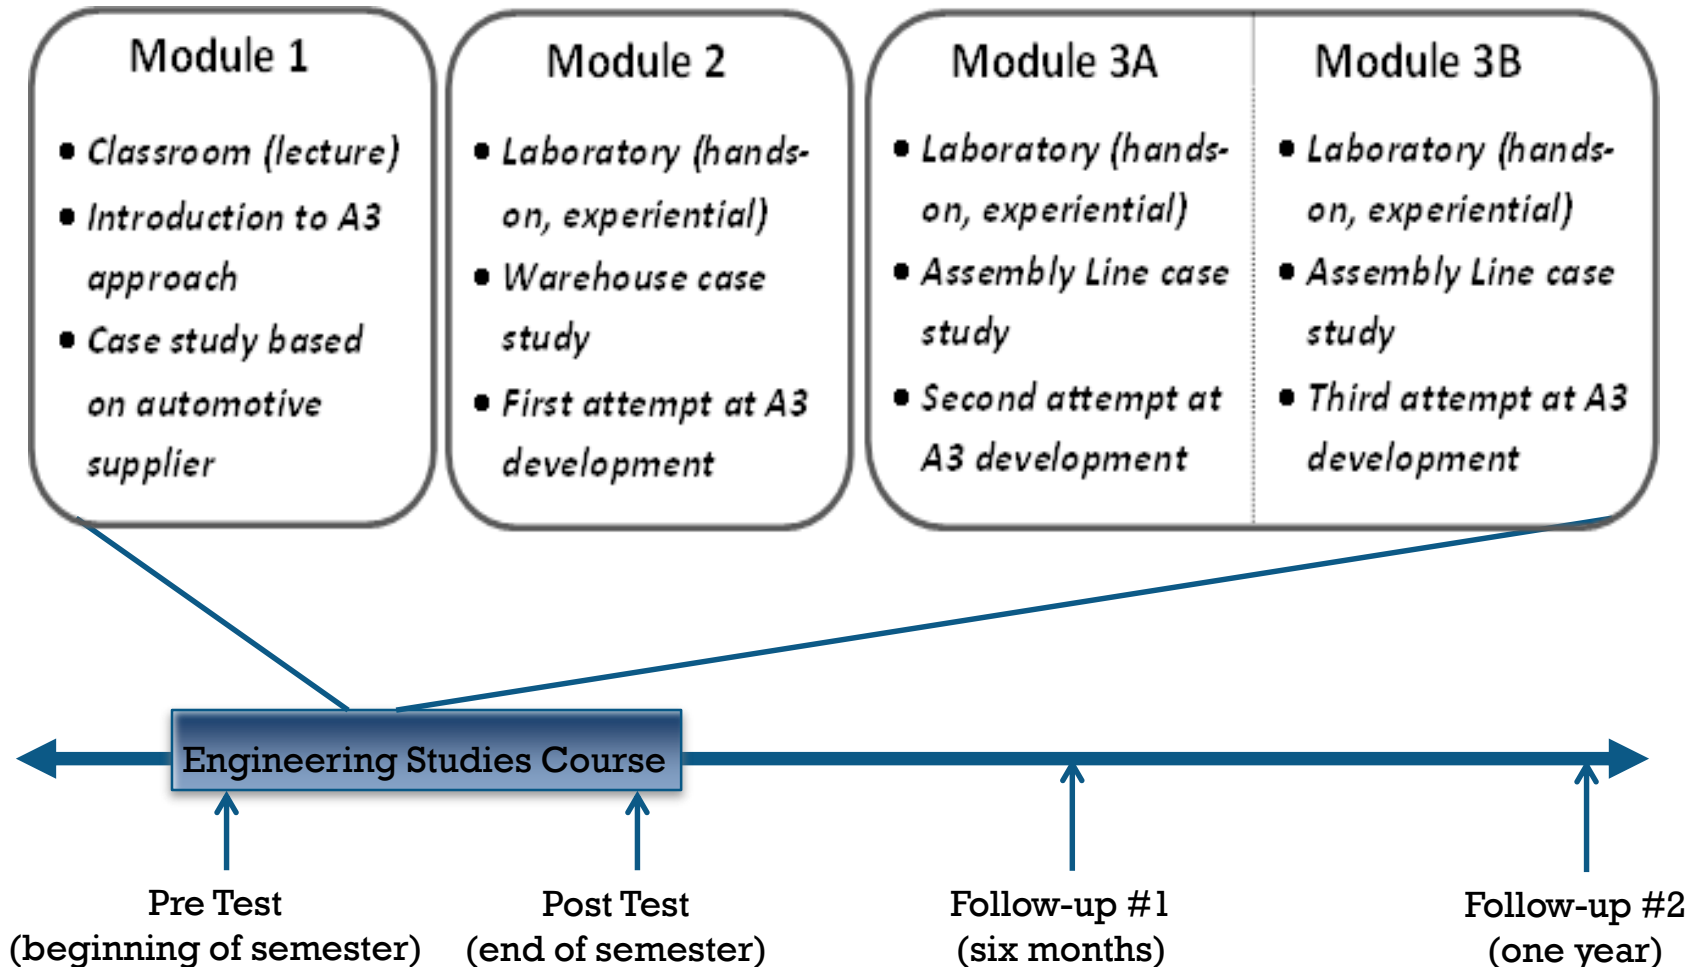 Module 1
• Classroom (lecture)
• Introduction to A3
approach
• Case study based
on automotive
supplier
Module 2
• Laboratory (hands-
on, experiential)
• Warehouse case
study
• First attempt at A3
development
Module 3A
• Laboratory (hands-
on, experiential)
• Assembly Line case
study
• Second attempt at
A3 development
Module 3B
• Laboratory (hands-
on, experiential)
• Assembly Line case
study
• Third attempt at A3
development
Engineering Studies Course
Pre Test
(beginning of semester)
Post Test
(end of semester)
Follow-up #1
(six months)
Follow-up #2
(one year)